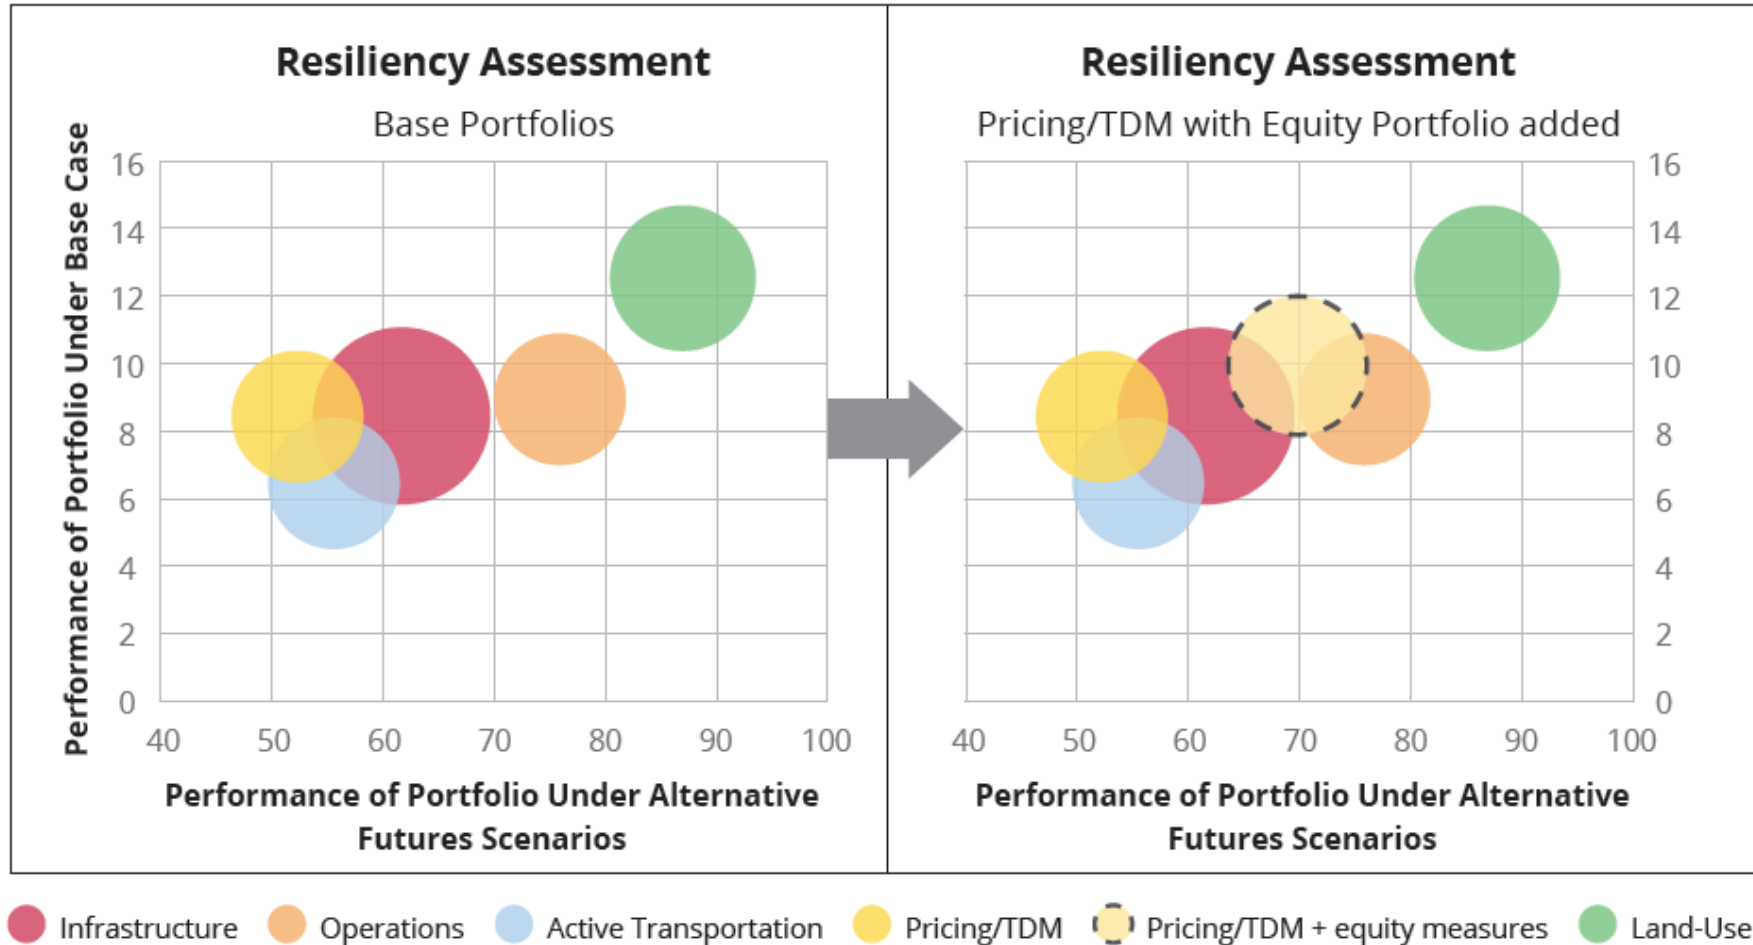 Resiliency Assessment
Base Portfolios
Performance of Portfolio Under Base Case
16
14
12
10
8
6
4
2
0
40 50 60 70 80 90 100
Performance of Portfolio Under Alternative
Futures Scenarios
Resiliency Assessment
Pricing/TDM with Equity Portfolio added
16
14
12
10
8
6
4
2
0
40 50 60 70 80 90 100
Performance of Portfolio Under Alternative
Futures Scenarios
Infrastructure Operations Active Transportation Pricing/TDM Pricing/TDM + equity measures Land-Use